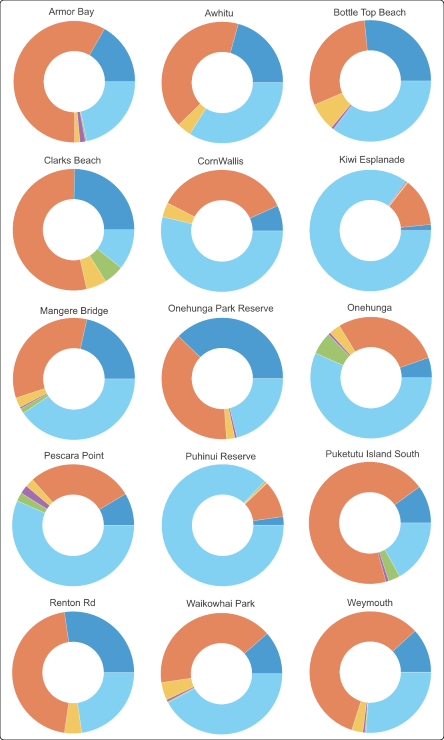 Armor Bay
Awhitu
Bottle Top Beach
Clarks Beach
CornWallis
Kiwi Esplanade
Mangere Bridge
Onehunga Park Reserve
Onehunga
Pescara Point
Puhinui Reserve
Puketutu Island South
Renton Rd
Waikowhai Park
Weymouth